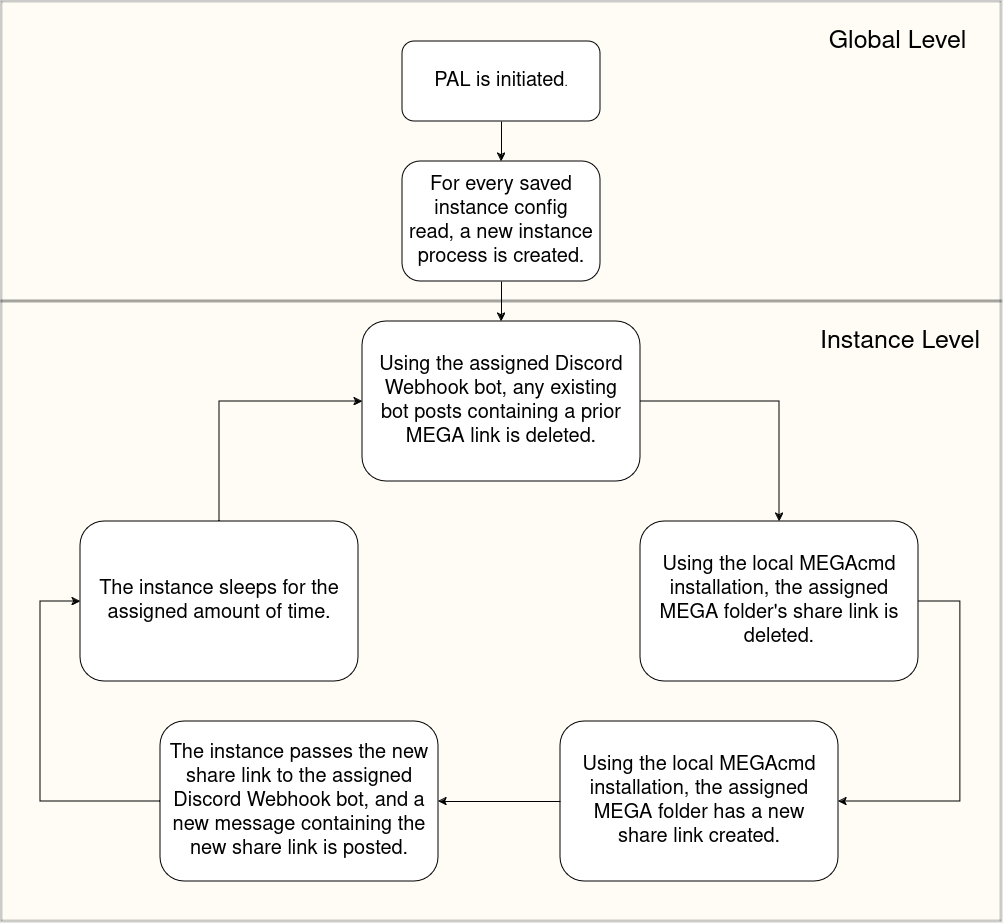 Global Level
PAL is initiated.
For every saved
instance config
read, a new instance
process is created.
Instance Level
Using the assigned Discord
Webhook bot, any existing
bot posts containing a prior
MEGA link is deleted.
Using the local MEGAcmd
installation, the assigned
MEGA folder's share link is
deleted.
Using the local MEGAcmd
installation, the assigned
MEGA folder has a new
share link created.
The instance passes the new
share link to the assigned
Discord Webhook bot, and a
new message containing the
new share link is posted.
The instance sleeps for the
assigned amount of time.